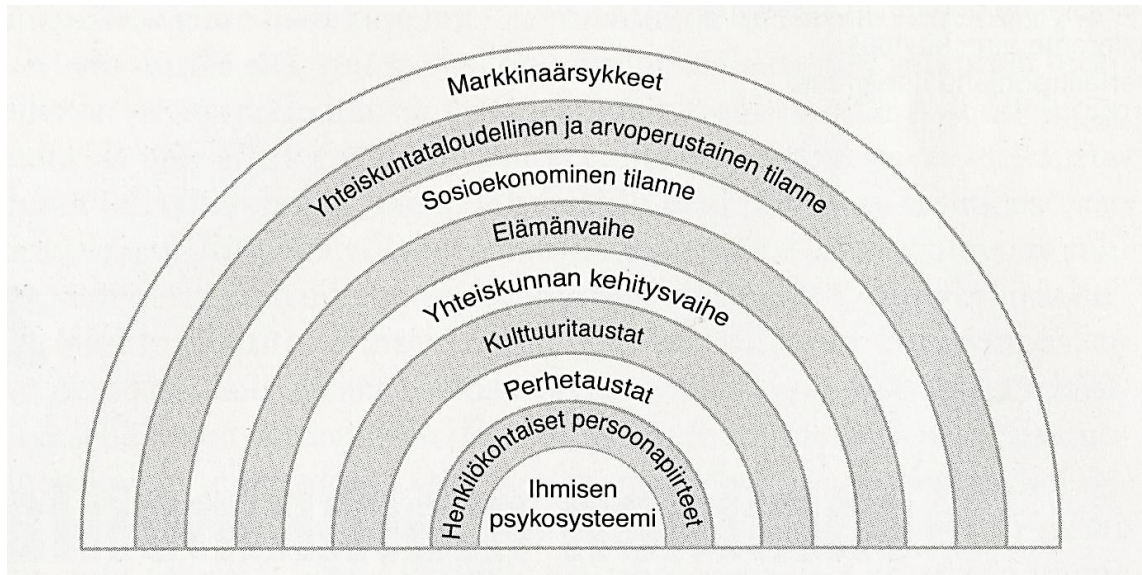 Markkinaärsykkeet
Yhteiskuntataloudellinen ja arvoperustainen tilanne
Sosioekonominen tilanne
Elämänvaihe
Yhteiskunnan kehitysvaihe
Kulttuuritaustat
Perhetaustat
Henkilökohtaiset persoonapiirteet
Ihmisen
psykosysteemi